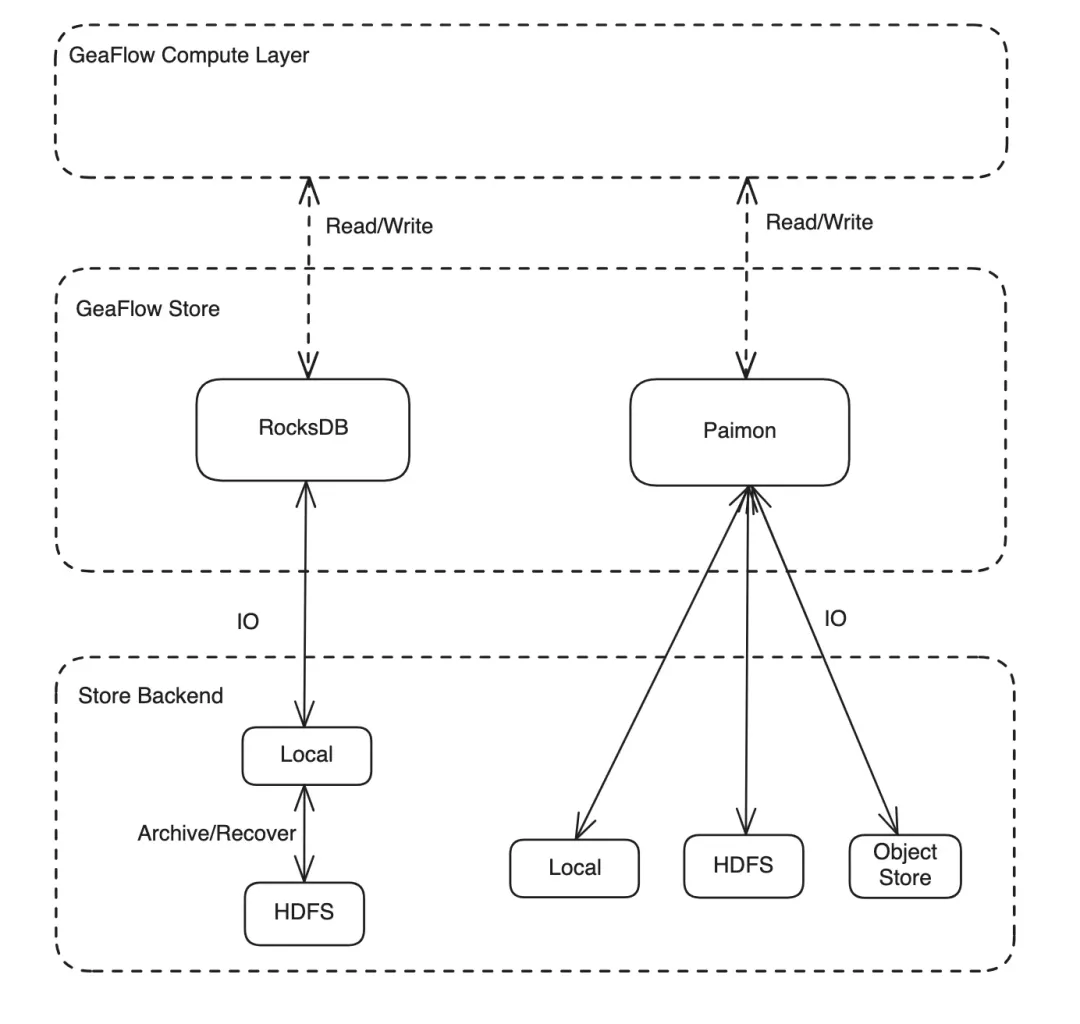 GeaFlow Compute Layer
Read/Write
Read/Write
GeaFlow Store
RocksDB
Paimon
IO
IO
Store Backend
Local
Archive/Recover
HDFS
Local
HDFS
Object
Store